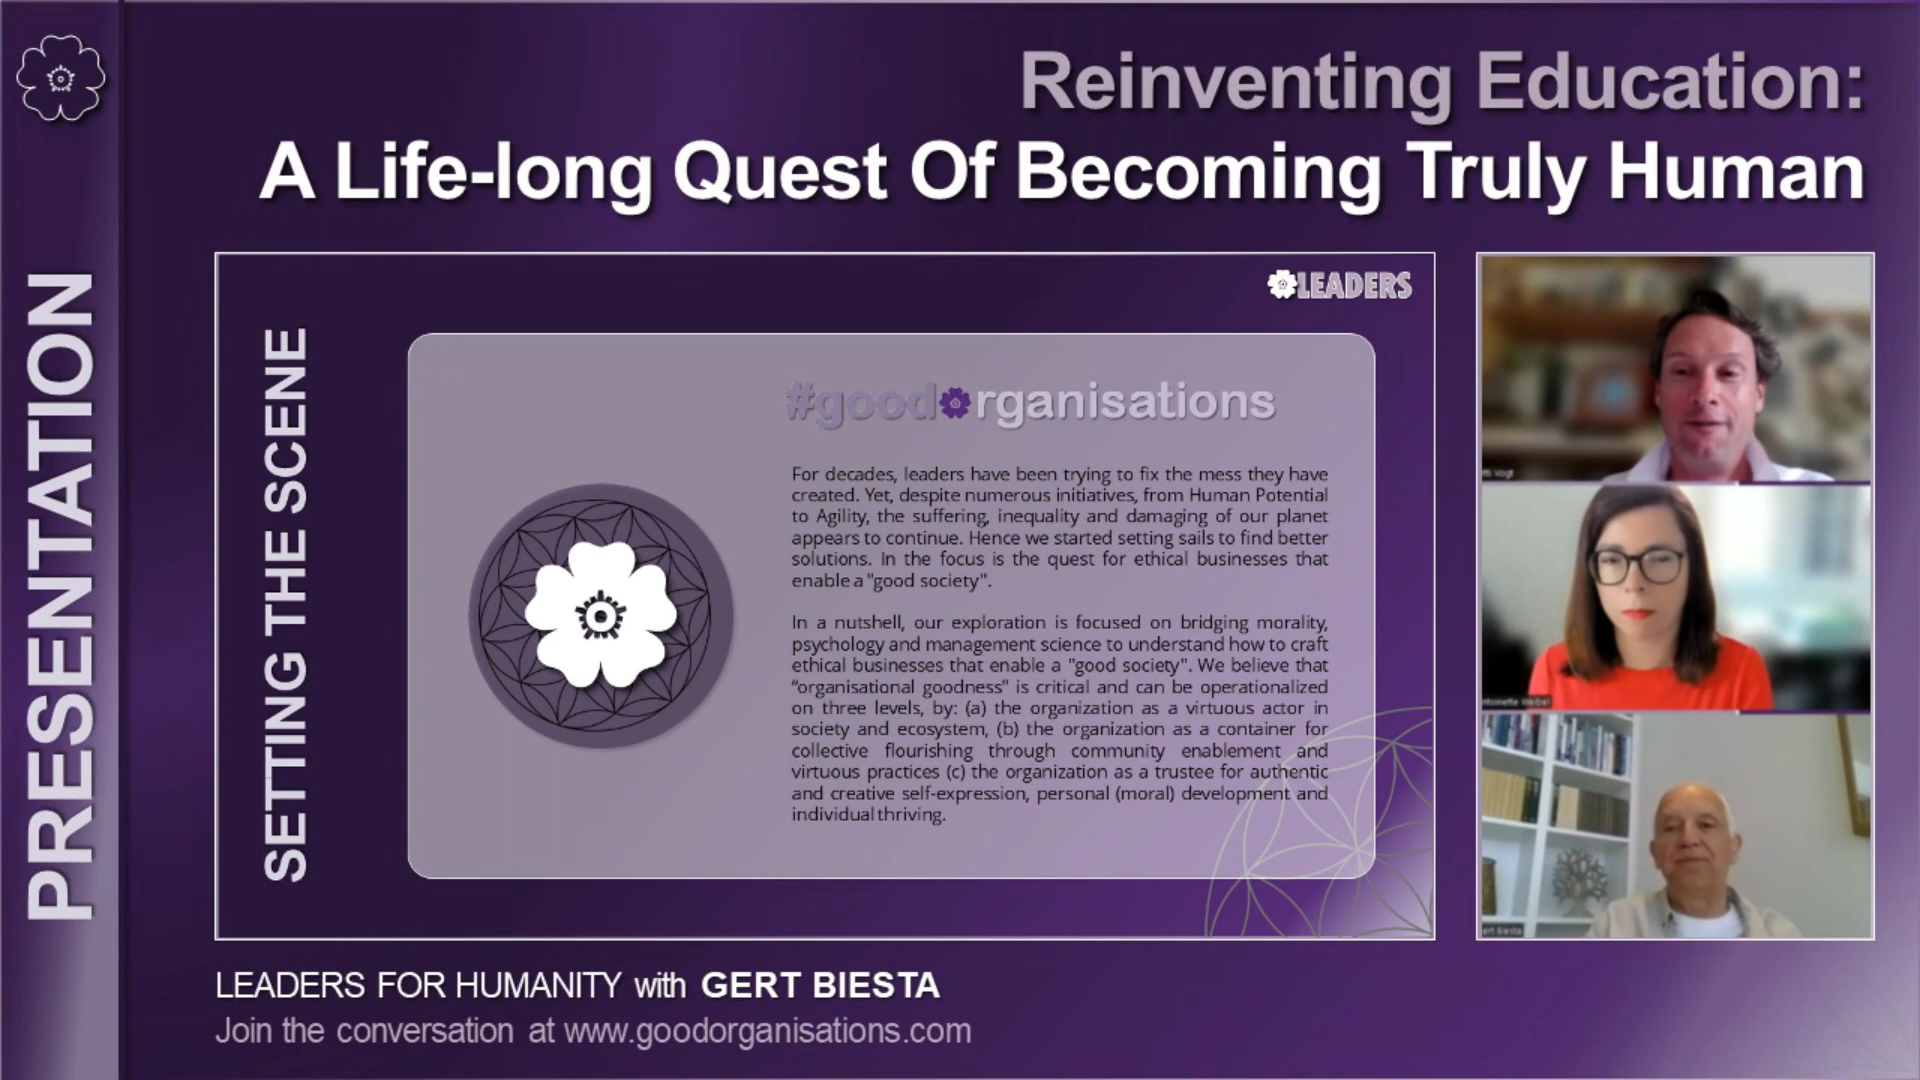 Reinventing Education:
A Life-long Quest Of Becoming Truly Human
PRESENTATION
SETTING THE SCENE
LEADERS
#goodorganisations
For decades, leaders have been trying to fix the mess they have
created. Yet, despite numerous initiatives, from Human Potential
to Agility, the suffering, inequality and damaging of our planet
appears to continue. Hence we started setting sails to find better
solutions. In the focus is the quest for ethical businesses that
enable a "good society".
In a nutshell, our exploration is focused on bridging morality,
psychology and management science to understand how to craft
ethical businesses that enable a "good society". We believe that
“organisational goodness" is critical and can be operationalized
on three levels, by: (a) the organization as a virtuous actor in
society and ecosystem, (b) the organization as a container for
collective flourishing through community enablement and
virtuous practices (c) the organization as a trustee for authentic
and creative self-expression, personal (moral) development and
individual thriving.
Vogt
ntoinette Weibel
ert Biesta
LEADERS FOR HUMANITY with GERT BIESTA
Join the conversation at www.goodorganisations.com